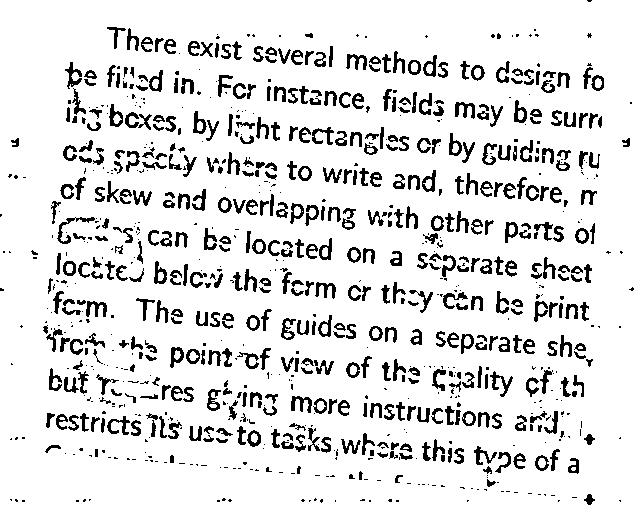 There exist several methods to design fo
be filled in. For instance, fields may be surr
ing boxes, by light rectangles or by guiding ru
ods specify where to write and, therefore, m
of skew and overlapping with other parts of
guides can be located on a separate sheet
located below the form or they can be print
form. The use of guides on a separate she
from the point of view of the quality of th
but requires giving more instructions and,
restricts its use to tasks where this type of a